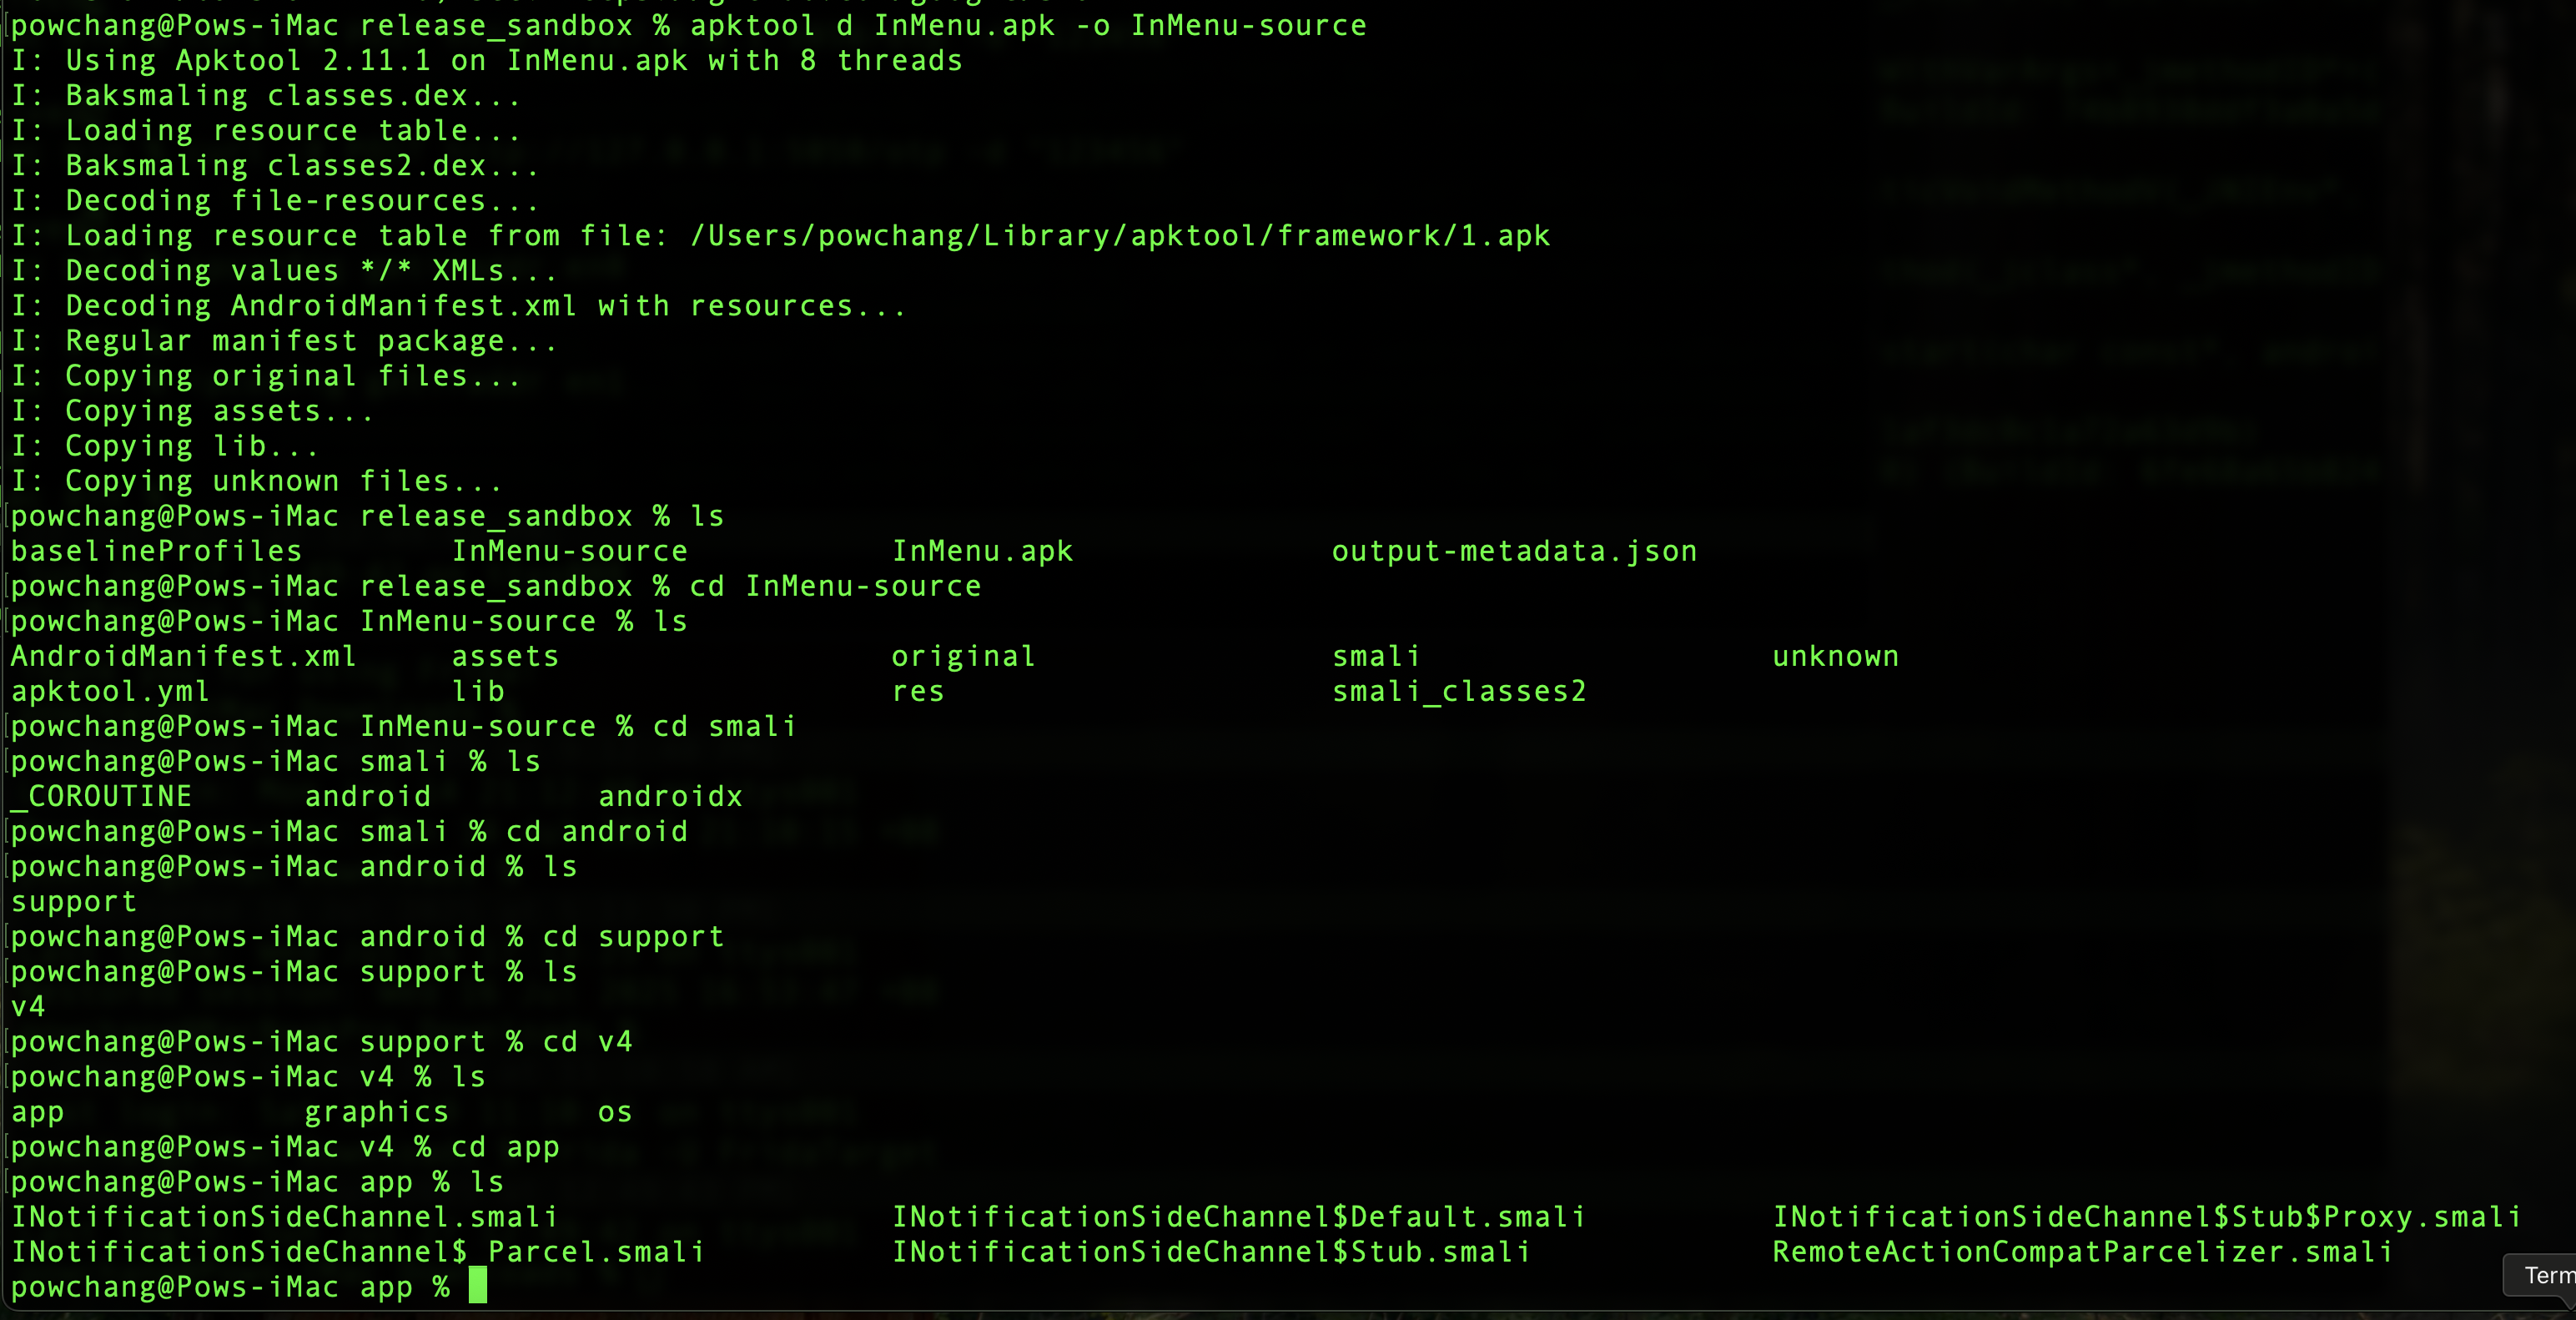 powchang@Pows-iMac release_sandbox % apktool d InMenu.apk -o InMenu-source
I: Using Apktool 2.11.1 on InMenu.apk with 8 threads
I: Baksmaling classes.dex...
I: Loading resource table...
I: Baksmaling classes2.dex...
I: Decoding file-resources...
I: Loading resource table from file: /Users/powchang/Library/apktool/framework/1.apk
I: Decoding values */* XMLs...
I: Decoding AndroidManifest.xml with resources...
I: Regular manifest package...
I: Copying original files...
I: Copying assets...
I: Copying lib...
I: Copying unknown files...
powchang@Pows-iMac release_sandbox % ls
baselineProfiles InMenu-source InMenu.apk output-metadata.json
powchang@Pows-iMac release_sandbox % cd InMenu-source
powchang@Pows-iMac InMenu-source % ls
AndroidManifest.xml assets original smali unknown
apktool.yml lib res smali_classes2
powchang@Pows-iMac InMenu-source % cd smali
powchang@Pows-iMac smali % ls
_COROUTINE android androidx
powchang@Pows-iMac smali % cd android
powchang@Pows-iMac android % ls
support
powchang@Pows-iMac android % cd support
powchang@Pows-iMac support % ls
v4
powchang@Pows-iMac support % cd v4
powchang@Pows-iMac v4 % ls
app graphics os
powchang@Pows-iMac v4 % cd app
powchang@Pows-iMac app % ls
INotificationSideChannel.smali INotificationSideChannel$Default.smali INotificationSideChannel$Stub$Proxy.smali
INotificationSideChannel$_Parcel.smali INotificationSideChannel$Stub.smali RemoteActionCompatParcelizer.smali
powchang@Pows-iMac app %
Term